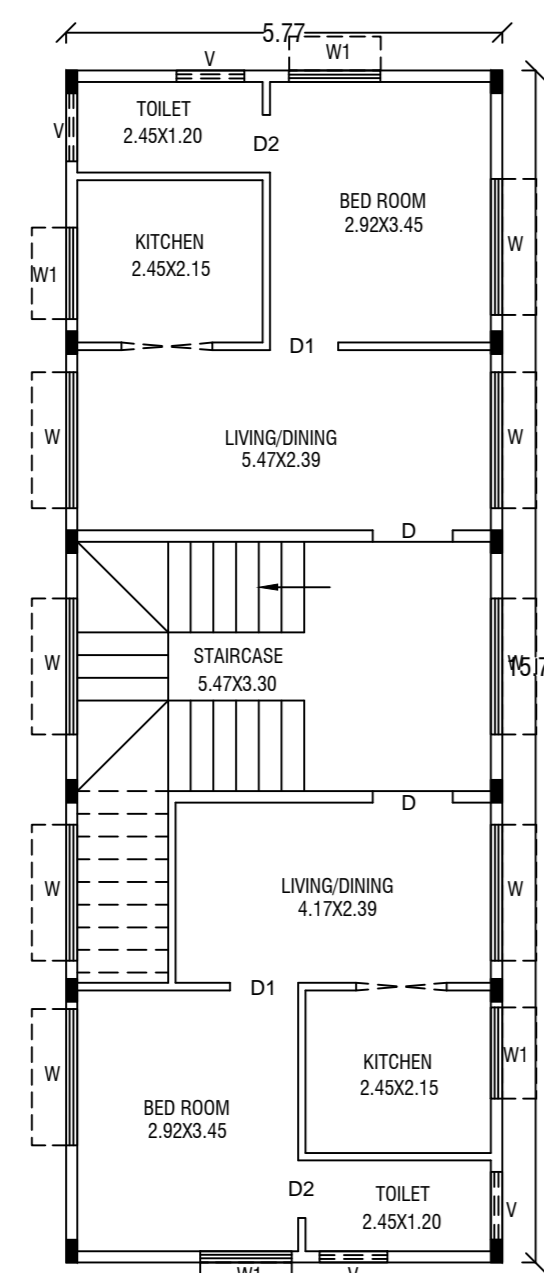 5.77
V
W1
TOILET
2.45X1.20
V
D2
BED ROOM
2.92X3.45
W
KITCHEN
2.45X2.15
W1
D1
W
LIVING/DINING
5.47X2.39
W
D
STAIRCASE
5.47X3.30
W
W
D
W
LIVING/DINING
4.17X2.39
W
D1
W
KITCHEN
2.45X2.15
W1
BED ROOM
2.92X3.45
D2
TOILET
2.45X1.20
V
W1
V